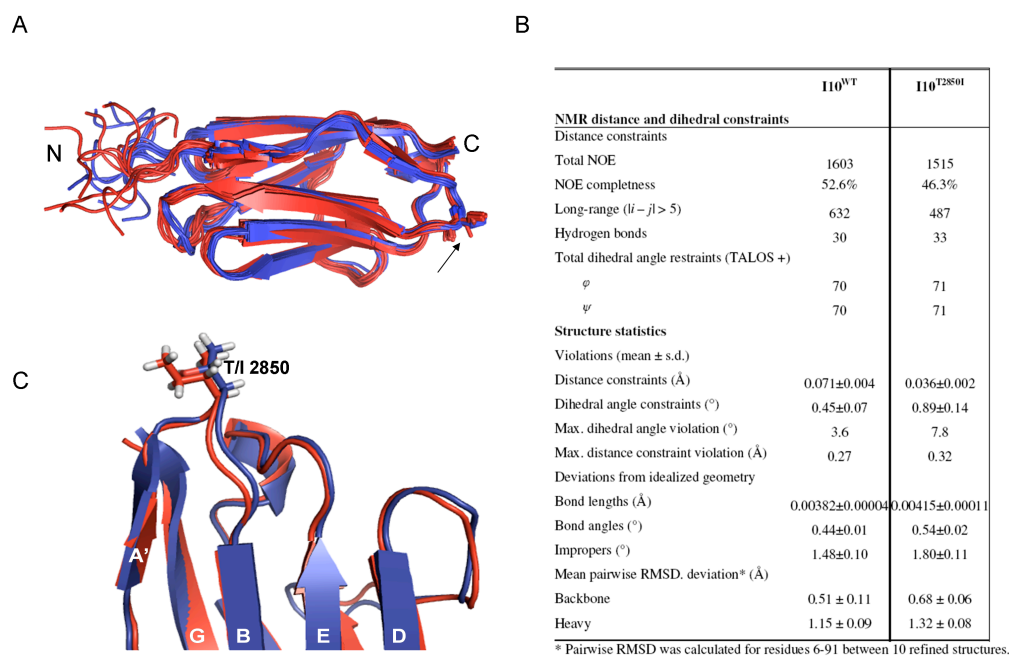 A
N
C
C
T/I 2850
A'
G B E D
B
I10WT I10T2850I
NMR distance and dihedral constraints
Distance constraints
Total NOE 1603 1515
NOE completness 52.6% 46.3%
Long-range (|i – j| > 5) 632 487
Hydrogen bonds 30 33
Total dihedral angle restraints (TALOS +)
φ 70 71
ψ 70 71
Structure statistics
Violations (mean ± s.d.)
Distance constraints (Å) 0.071±0.004 0.036±0.002
Dihedral angle constraints (°) 0.45±0.07 0.89±0.14
Max. dihedral angle violation (°) 3.6 7.8
Max. distance constraint violation (Å) 0.27 0.32
Deviations from idealized geometry
Bond lengths (Å) 0.00382±0.00004 0.00415±0.00011
Bond angles (°) 0.44±0.01 0.54±0.02
Impropers (°) 1.48±0.10 1.80±0.11
Mean pairwise RMSD. deviation* (Å)
Backbone 0.51 ± 0.11 0.68 ± 0.06
Heavy 1.15 ± 0.09 1.32 ± 0.08
* Pairwise RMSD was calculated for residues 6-91 between 10 refined structures.